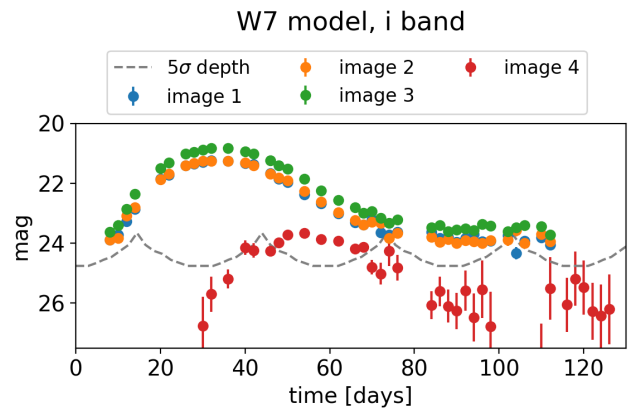 W7 model, i band
5σ depth
image 1
image 2
image 3
image 4
mag
20
22
24
26
0 20 40 60 80 100 120
time [days]